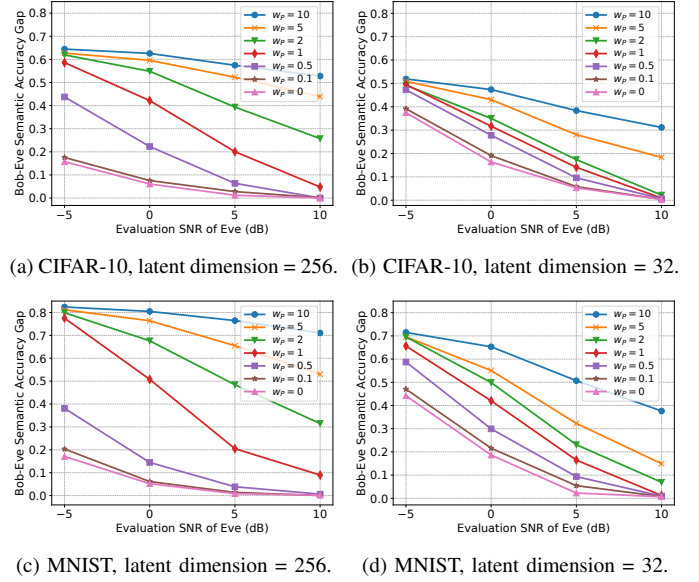 Bob-Eve Semantic Accuracy Gap
0.8
0.7
0.6
0.5
0.4
0.3
0.2
0.1
0.0
w_P = 10
w_P = 5
w_P = 2
w_P = 1
w_P = 0.5
w_P = 0.1
w_P = 0
−5 0 5 10
Evaluation SNR of Eve (dB)
(a) CIFAR-10, latent dimension = 256.
Bob-Eve Semantic Accuracy Gap
0.8
0.7
0.6
0.5
0.4
0.3
0.2
0.1
0.0
w_P = 10
w_P = 5
w_P = 2
w_P = 1
w_P = 0.5
w_P = 0.1
w_P = 0
−5 0 5 10
Evaluation SNR of Eve (dB)
(b) CIFAR-10, latent dimension = 32.
Bob-Eve Semantic Accuracy Gap
0.8
0.7
0.6
0.5
0.4
0.3
0.2
0.1
0.0
w_P = 10
w_P = 5
w_P = 2
w_P = 1
w_P = 0.5
w_P = 0.1
w_P = 0
−5 0 5 10
Evaluation SNR of Eve (dB)
(c) MNIST, latent dimension = 256.
Bob-Eve Semantic Accuracy Gap
0.8
0.7
0.6
0.5
0.4
0.3
0.2
0.1
0.0
w_P = 10
w_P = 5
w_P = 2
w_P = 1
w_P = 0.5
w_P = 0.1
w_P = 0
−5 0 5 10
Evaluation SNR of Eve (dB)
(d) MNIST, latent dimension = 32.